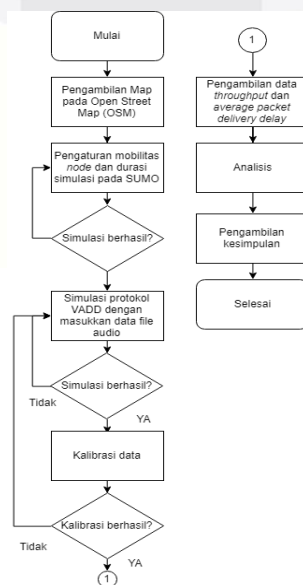 Mulai
Pengambilan Map
pada Open Street
Map (OSM)
Pengaturan mobilitas
node dan durasi
simulasi pada SUMO
Simulasi berhasil?
Simulasi protokol
VADD dengan
masukkan data file
audio
Simulasi berhasil?
Tidak
YA
Kalibrasi data
Kalibrasi berhasil?
Tidak
YA
1
1
Pengambilan data
throughput dan
average packet
delivery delay
Analisis
Pengambilan
kesimpulan
Selesai